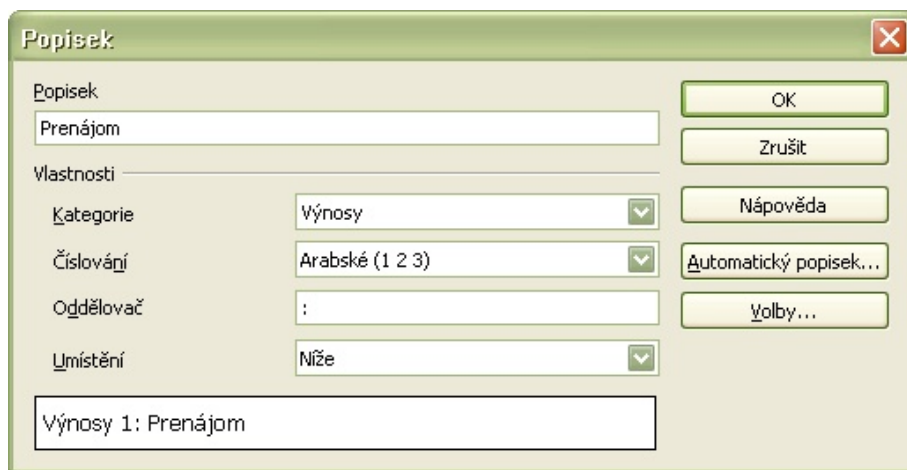 Popisek
Popisek
OK
Prenájom
Zrušit
Vlastnosti
Kategorie
Výnosy
Nápověda
Číslování
Arabské (1 2 3)
Automatický popisek...
Oddělovač
:
Volby...
Umístění
Níže
Výnosy 1: Prenájom